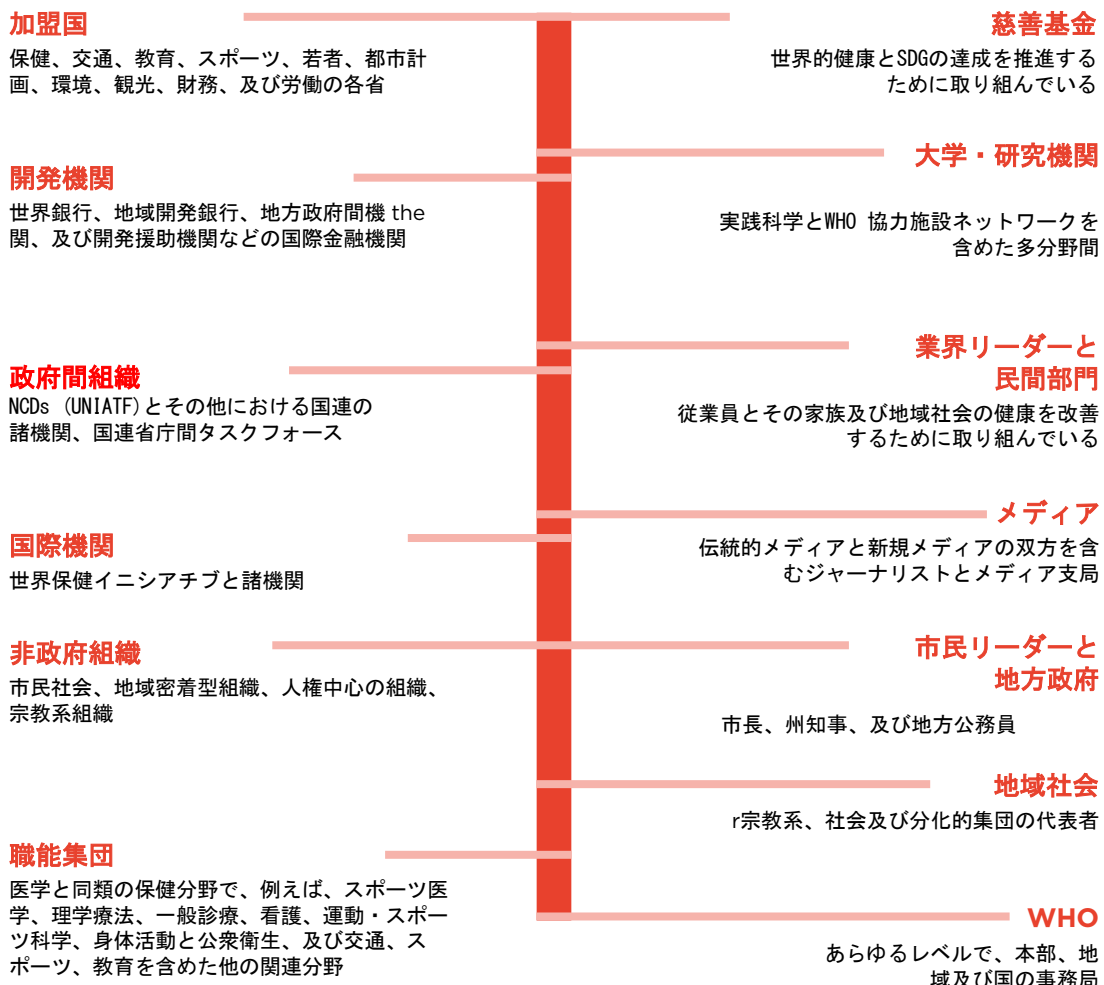 加盟国
保健、交通、教育、スポーツ、若者、都市計
画、環境、観光、財務、及び労働の各省
開発機関
世界銀行、地域開発銀行、地方政府間機 the
関、及び開発援助機関などの国際金融機関
政府間組織
NCDs (UNIATF)とその他における国連の
諸機関、国連省庁間タスクフォース
国際機関
世界保健イニシアチブと諸機関
非政府組織
市民社会、地域密着型組織、人権中心の組織、
宗教系組織
職能集団
医学と同類の保健分野で、例えば、スポーツ医
学、理学療法、一般診療、看護、運動・スポー
ツ科学、身体活動と公衆衛生、及び交通、ス
ポーツ、教育を含めた他の関連分野
慈善基金
世界的健康とSDGの達成を推進する
ために取り組んでいる
大学・研究機関
実践科学とWHO 協力施設ネットワークを
含めた多分野間
業界リーダーと
民間部門
従業員とその家族及び地域社会の健康を改善
するために取り組んでいる
メディア
伝統的メディアと新規メディアの双方を含
むジャーナリストとメディア支局
市民リーダーと
地方政府
市長、州知事、及び地方公務員
地域社会
r宗教系、社会及び分化的集団の代表者
WHO
あらゆるレベルで、本部、地
域及び国の事務局